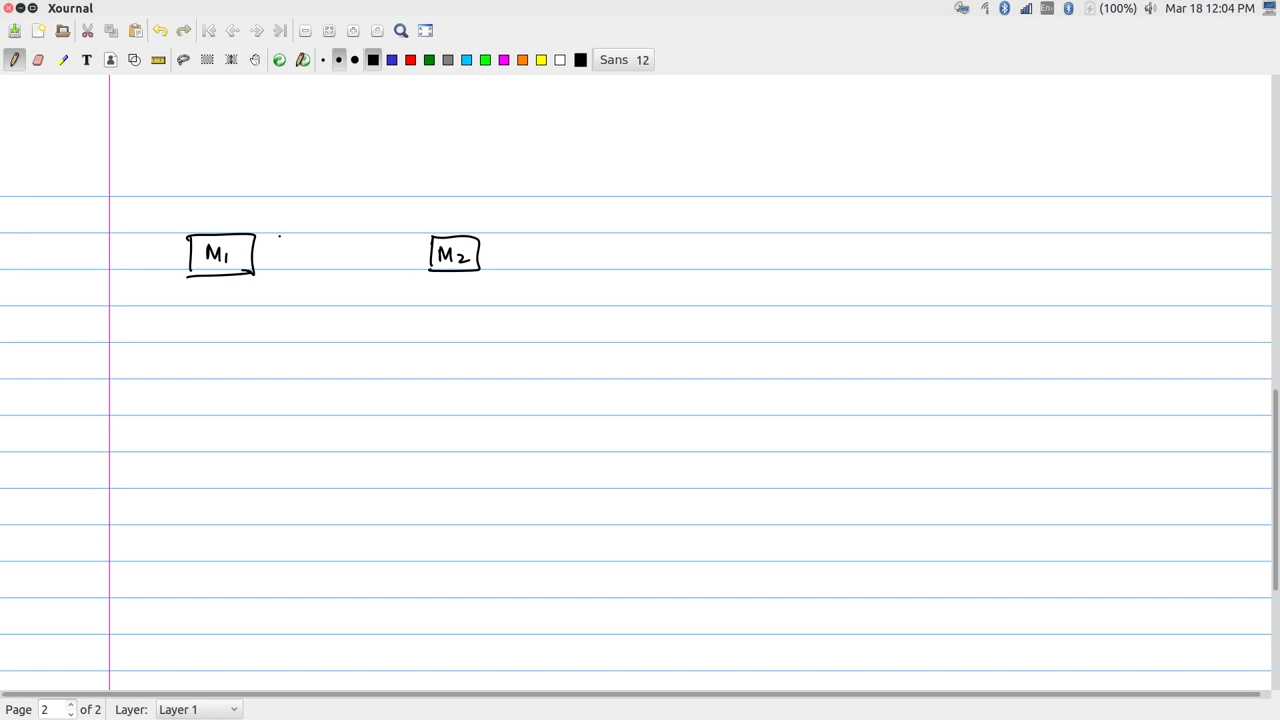 Xournal
(100%) Mar 18 12:04 PM
Sans 12
M1 M2
Page 2 of 2 Layer: Layer 1